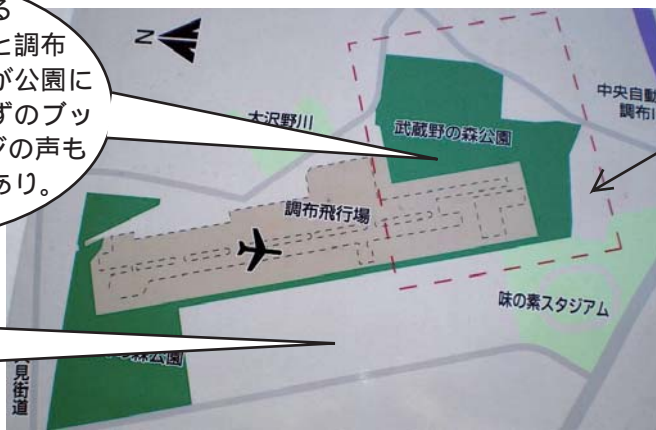 る
と調布
が公園に
ずのブッ
ジの声も
あり。
N
大沢野川
武蔵野の森公園
中央自動
調布I
調布飛行場
味の素スタジアム
の森公園
見街道